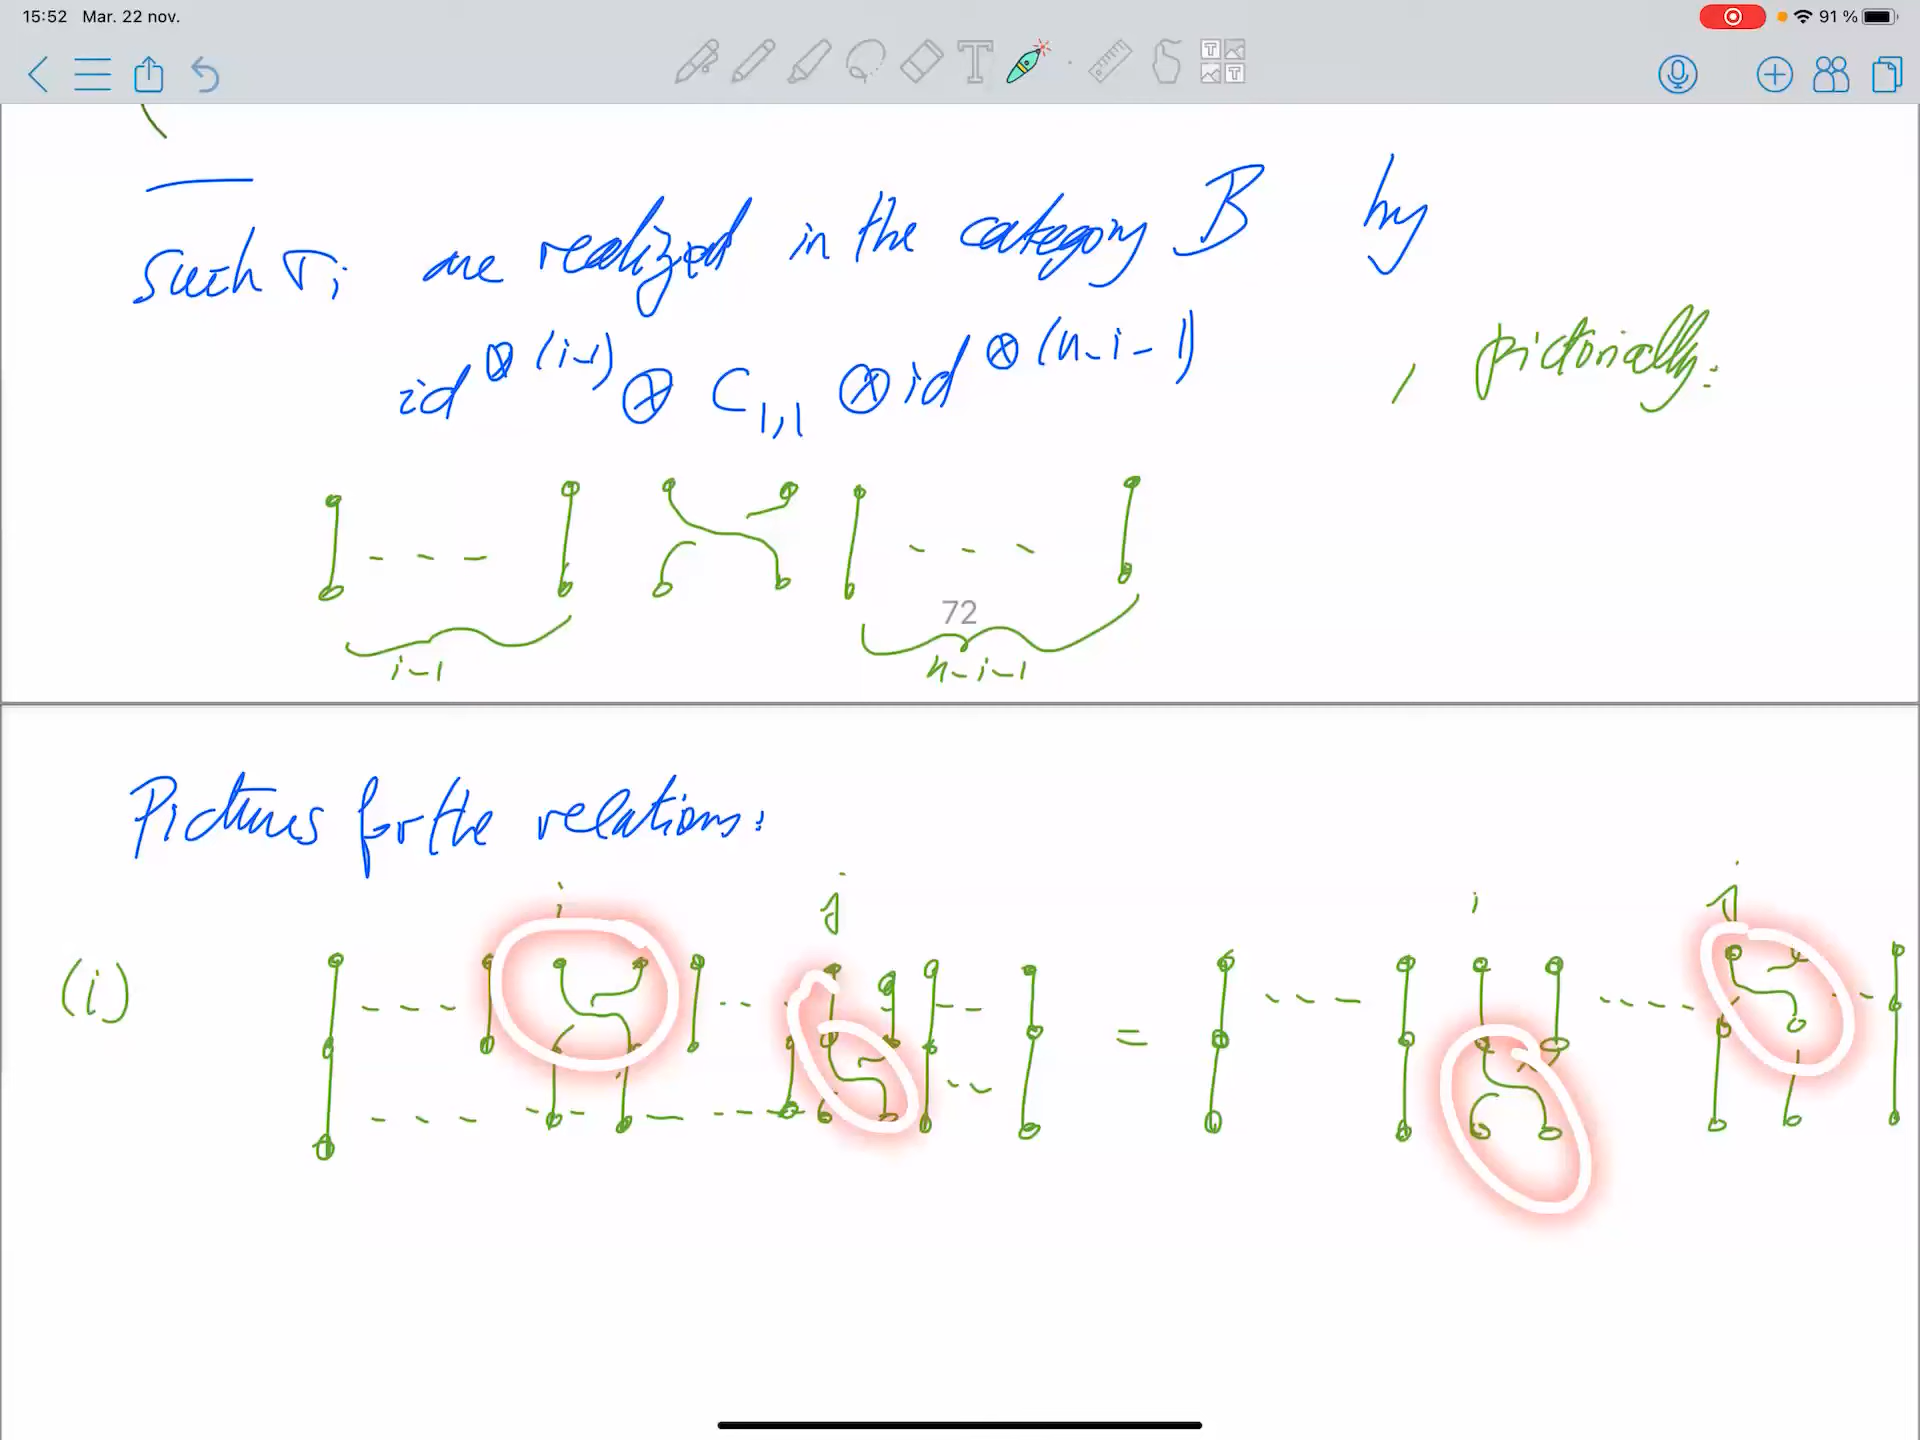 15:52 Mar. 22 nov. 91 %
such σi are realized in the category B by
id⊗(i-1) ⊗ C1,1 ⊗ id⊗(n-i-1) , pictorially:
72
i-1 n-i-1
Pictures for the relations:
i j i j
(i) =